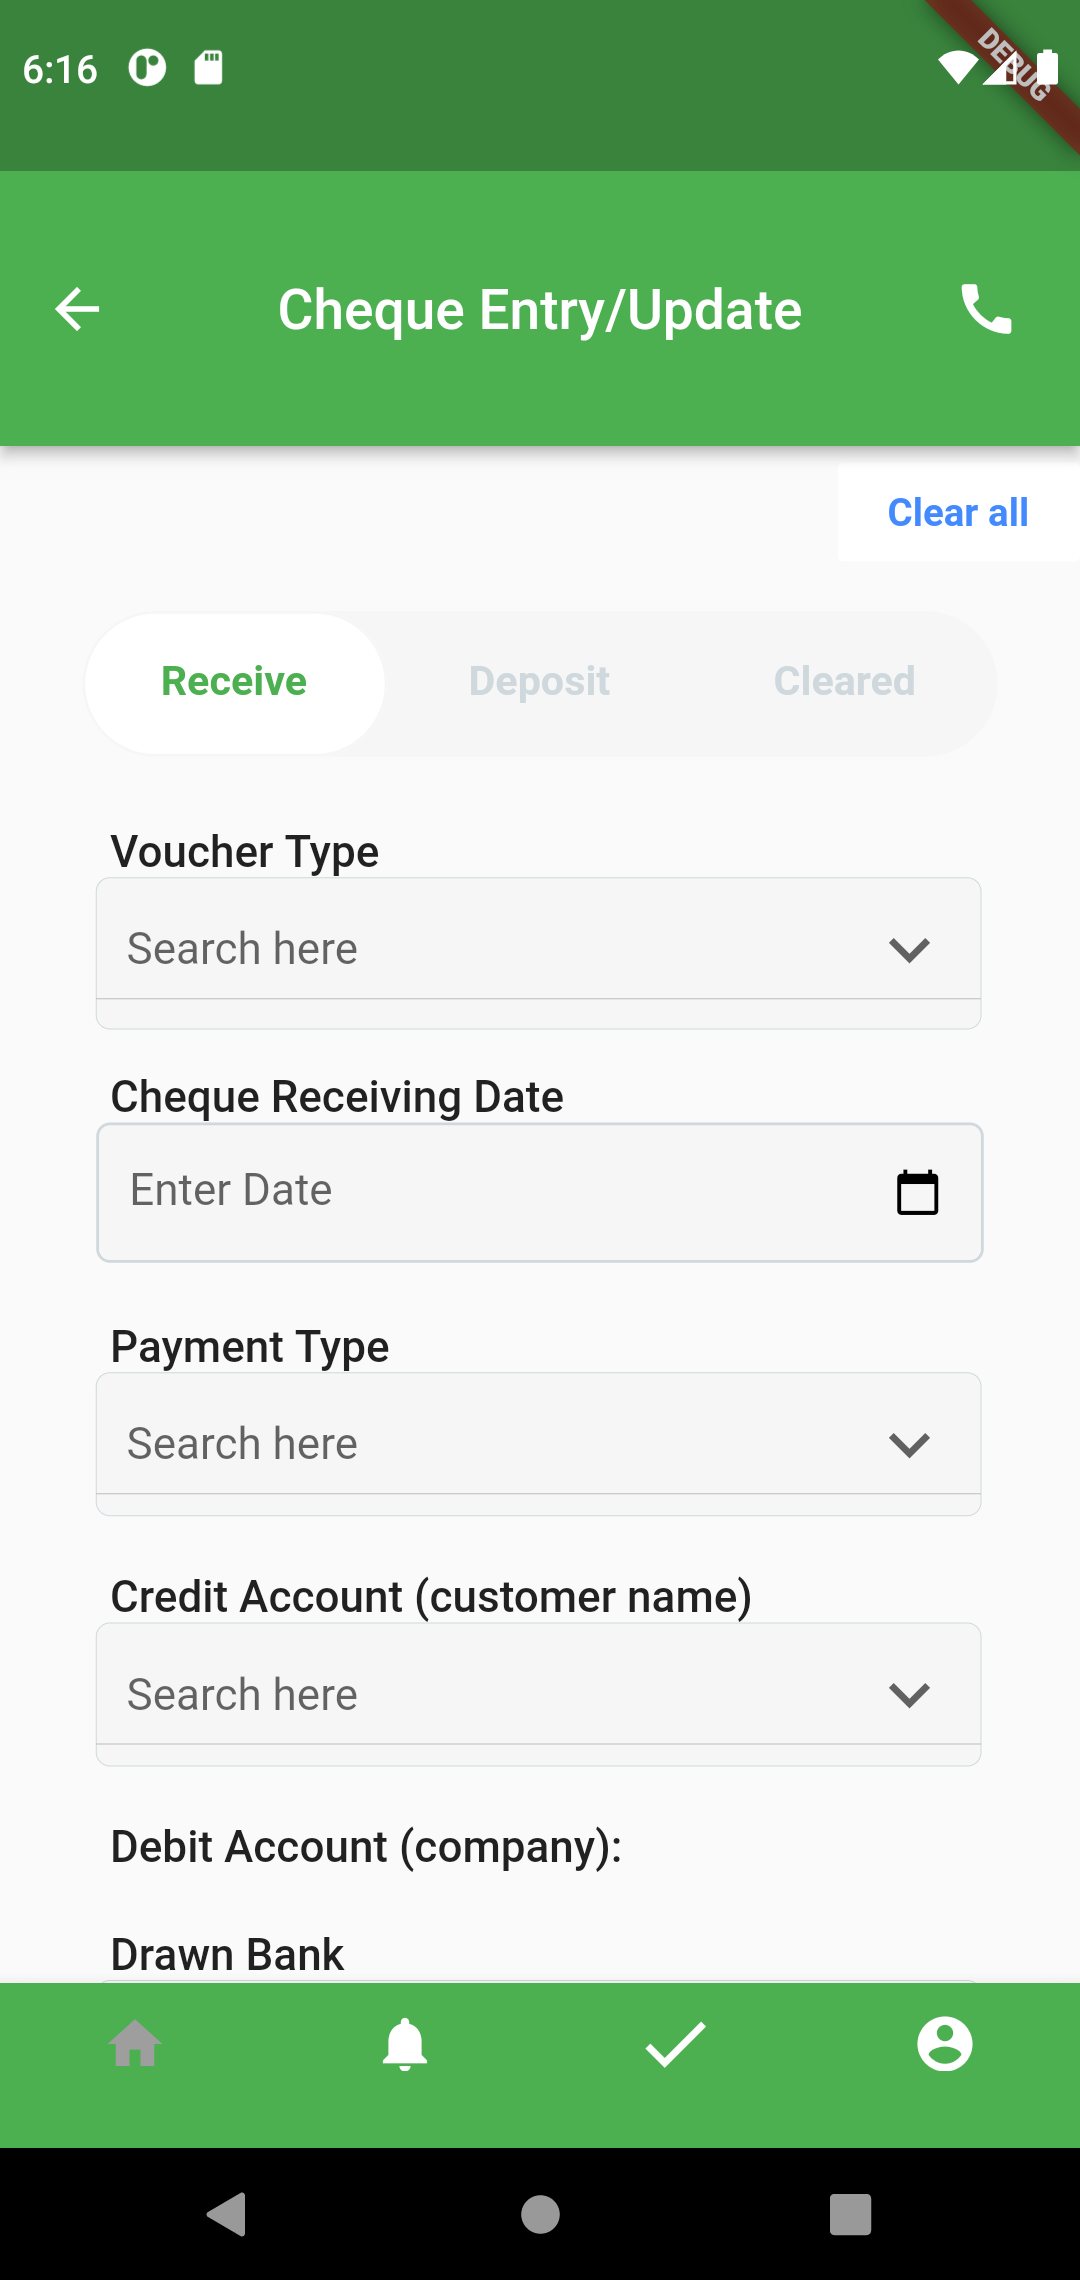 6:16
DEBUG
Cheque Entry/Update
Clear all
Receive Deposit Cleared
Voucher Type
Search here
Cheque Receiving Date
Enter Date
Payment Type
Search here
Credit Account (customer name)
Search here
Debit Account (company):
Drawn Bank